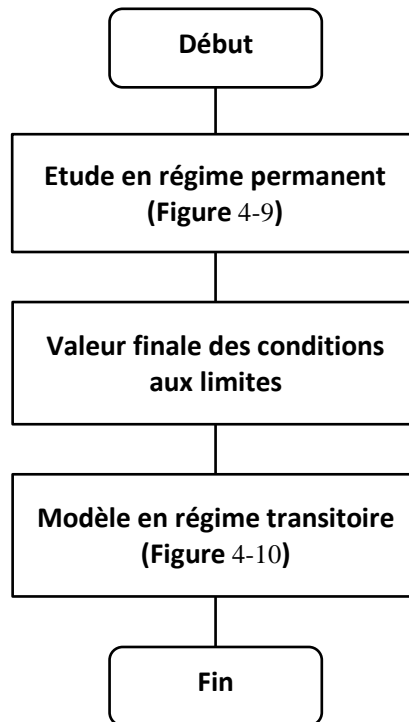 Début
Etude en régime permanent
(Figure 4-9)
Valeur finale des conditions
aux limites
Modèle en régime transitoire
(Figure 4-10)
Fin